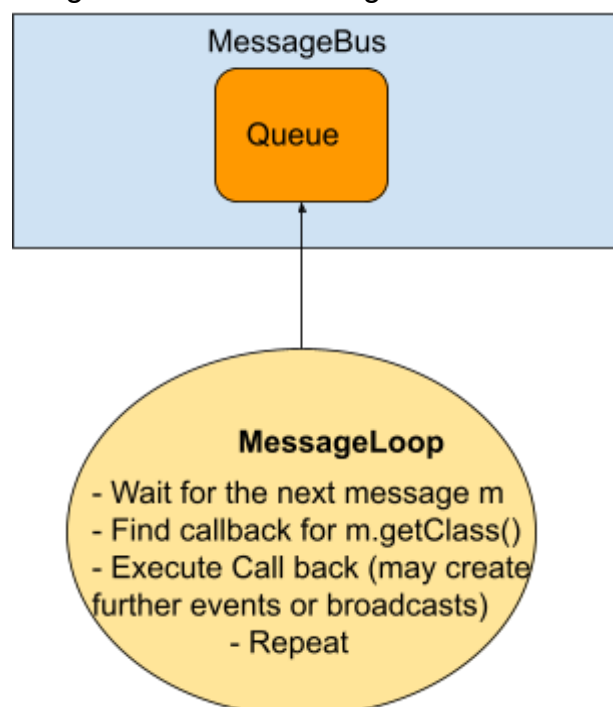 MessageBus
Queue
MessageLoop
- Wait for the next message m
- Find callback for m.getClass()
- Execute Call back (may create
further events or broadcasts)
- Repeat